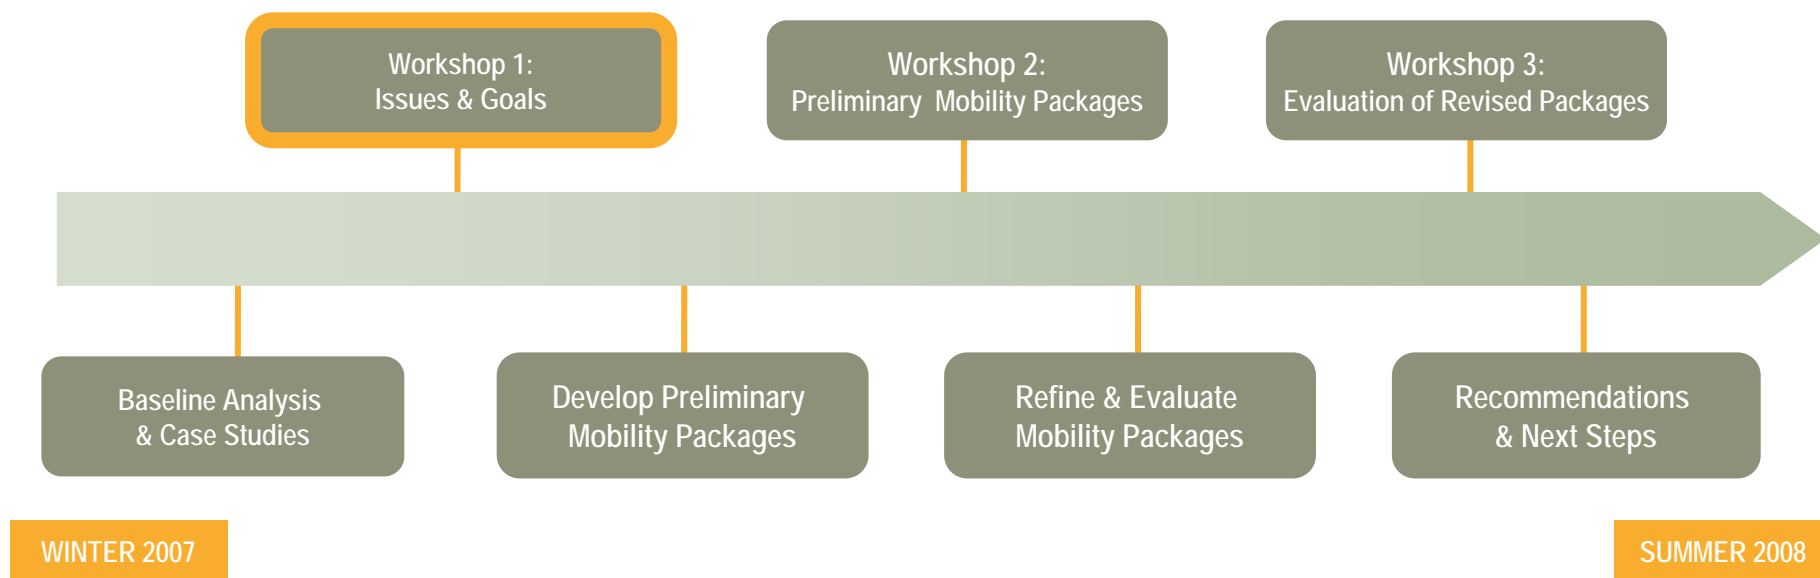 Workshop 1:
Issues & Goals
Workshop 2:
Preliminary Mobility Packages
Workshop 3:
Evaluation of Revised Packages
Baseline Analysis
& Case Studies
Develop Preliminary
Mobility Packages
Refine & Evaluate
Mobility Packages
Recommendations
& Next Steps
WINTER 2007
SUMMER 2008